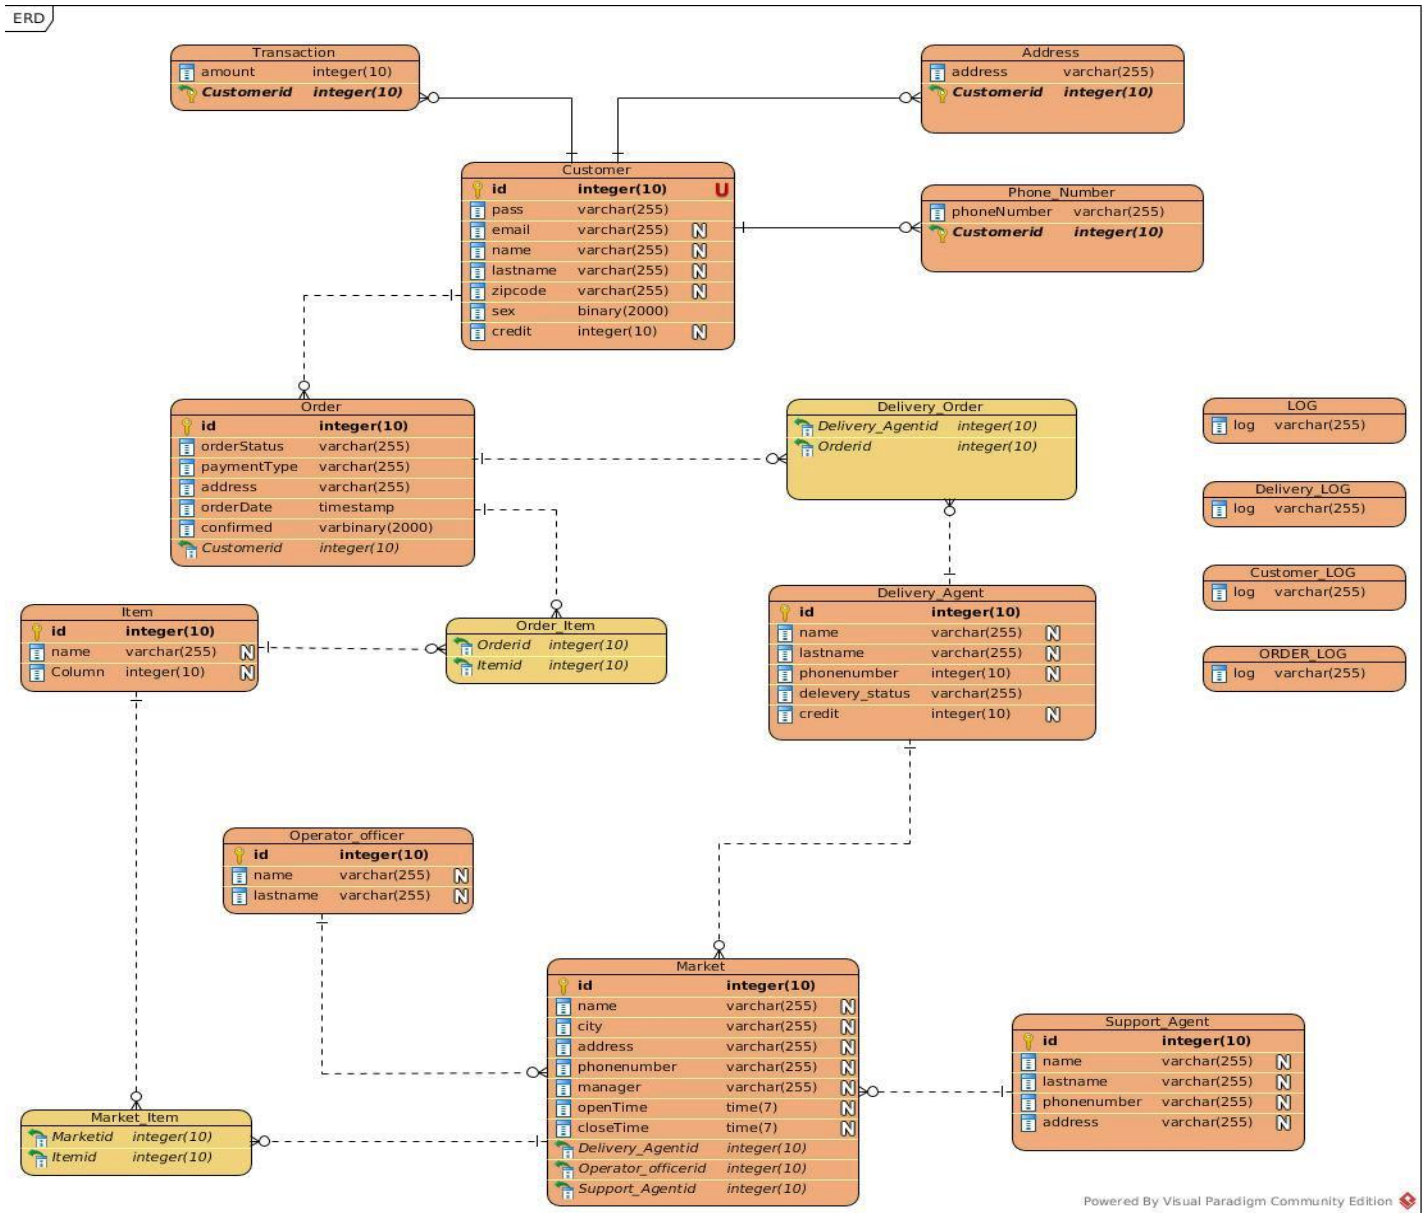 ERD
Transaction
amount integer(10)
Customerid integer(10)
Address
address varchar(255)
Customerid integer(10)
Customer
id integer(10) U
pass varchar(255)
email varchar(255) N
name varchar(255) N
lastname varchar(255) N
zipcode varchar(255) N
sex binary(2000)
credit integer(10) N
Phone_Number
phoneNumber varchar(255)
Customerid integer(10)
Order
id integer(10)
orderStatus varchar(255)
paymentType varchar(255)
address varchar(255)
orderDate timestamp
confirmed varbinary(2000)
Customerid integer(10)
Delivery_Order
Delivery_Agentid integer(10)
Orderid integer(10)
LOG
log varchar(255)
Delivery_LOG
log varchar(255)
Customer_LOG
log varchar(255)
ORDER_LOG
log varchar(255)
Item
id integer(10)
name varchar(255) N
Column integer(10) N
Order_Item
Orderid integer(10)
Itemid integer(10)
Delivery_Agent
id integer(10)
name varchar(255) N
lastname varchar(255) N
phonenumber integer(10) N
delevery_status varchar(255)
credit integer(10) N
Operator_officer
id integer(10)
name varchar(255) N
lastname varchar(255) N
Market
id integer(10)
name varchar(255) N
city varchar(255) N
address varchar(255) N
phonenumber varchar(255) N
manager varchar(255) N
openTime time(7) N
closeTime time(7) N
Delivery_Agentid integer(10)
Operator_officerid integer(10)
Support_Agentid integer(10)
Support_Agent
id integer(10)
name varchar(255) N
lastname varchar(255) N
phonenumber varchar(255) N
address varchar(255) N
Market_Item
Marketid integer(10)
Itemid integer(10)
Powered By Visual Paradigm Community Edition